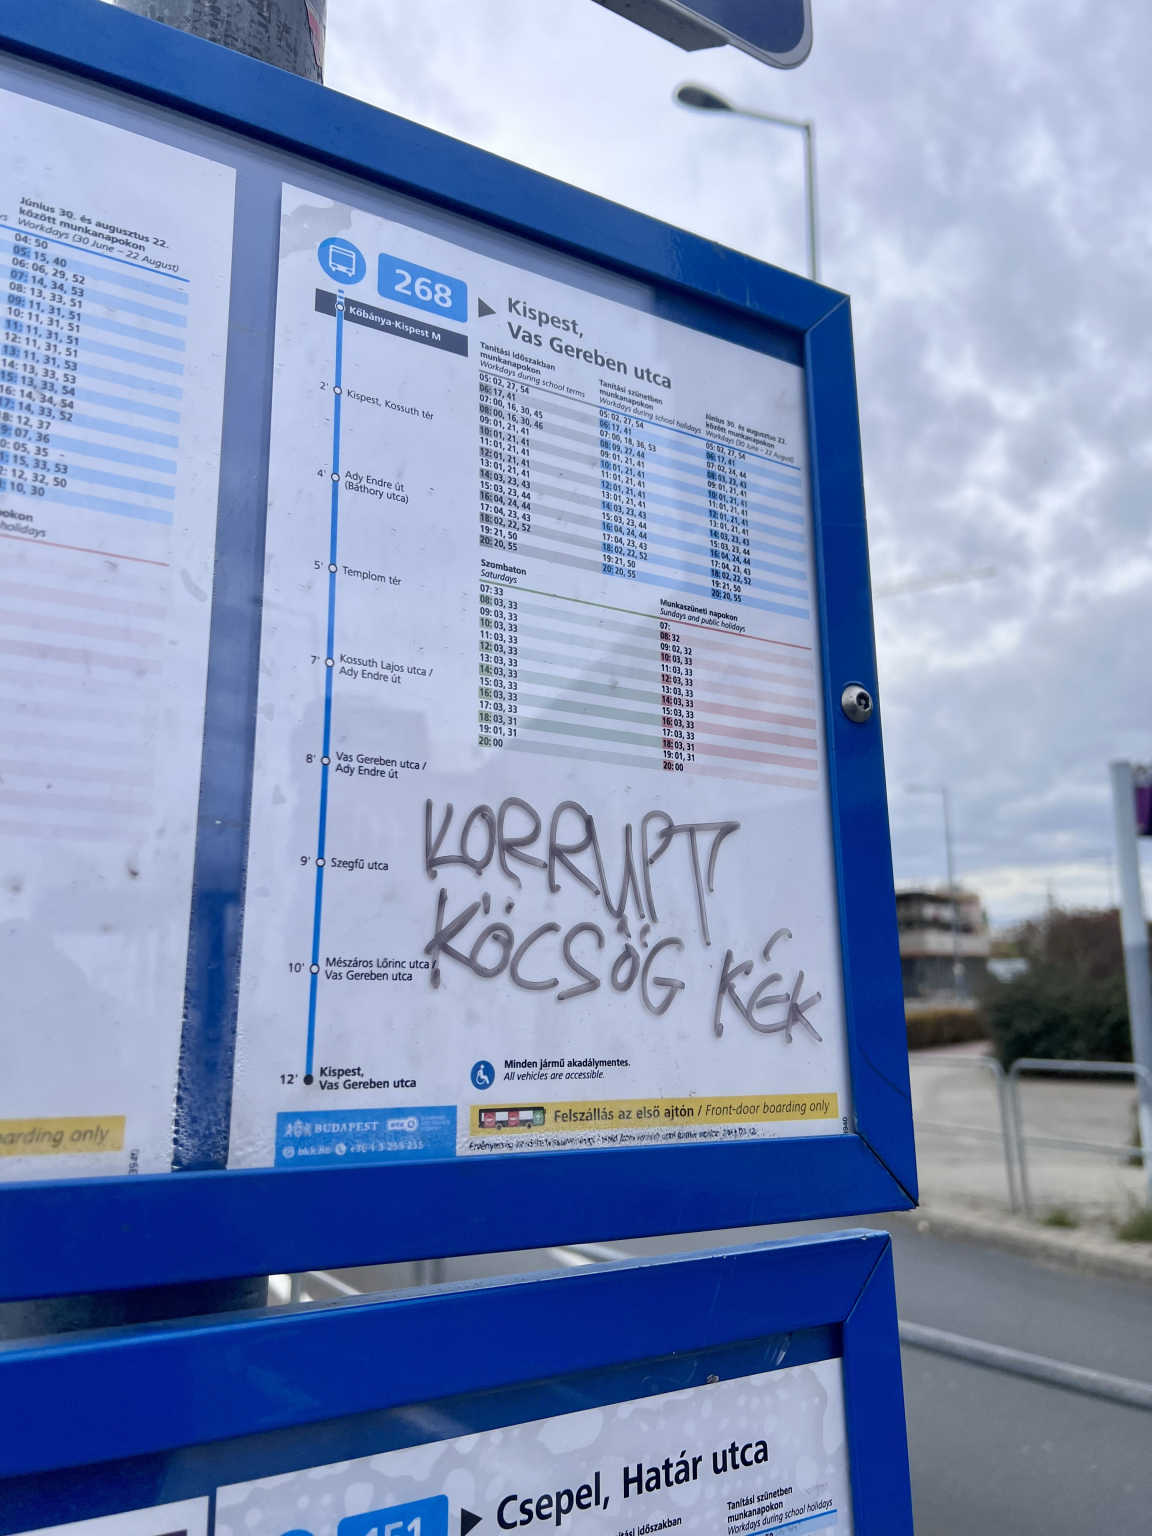 Június 30. és augusztus 22.
között munkanapokon
Workdays (30 June – 22 August)
04: 50
05: 15, 40
06: 06, 29, 52
07: 14, 34, 53
08: 13, 33, 51
09: 11, 31, 51
10: 11, 31, 51
11: 11, 31, 51
12: 11, 31, 51
13: 11, 31, 53
14: 13, 33, 53
15: 13, 33, 54
16: 14, 34, 54
17: 14, 33, 52
12, 37
07, 36
05, 35
15, 33, 53
12, 32, 50
10, 30
holidays
boarding only
268
Kispest,
Vas Gereben utca
Kőbánya-Kispest M
2' Kispest, Kossuth tér
4' Ady Endre út
(Báthory utca)
5' Templom tér
7' Kossuth Lajos utca /
Ady Endre út
8' Vas Gereben utca /
Ady Endre út
9' Szegfű utca
10' Mészáros Lőrinc utca /
Vas Gereben utca
12' Kispest,
Vas Gereben utca
Tanítási időszakban
munkanapokon
Workdays during school terms
05: 02, 27, 54
06: 17, 41
07: 00, 16, 30, 45
08: 00, 16, 30, 46
09: 01, 21, 41
10: 01, 21, 41
11: 01, 21, 41
12: 01, 21, 41
13: 01, 21, 41
14: 03, 23, 43
15: 03, 23, 44
16: 04, 24, 44
17: 04, 23, 43
18: 02, 22, 52
19: 21, 50
20: 20, 55
Tanítási szünetben
munkanapokon
Workdays during school holidays
05: 02, 27, 54
06: 17, 41
07: 00, 18, 36, 53
08: 09, 27, 44
09: 01, 21, 41
10: 01, 21, 41
11: 01, 21, 41
12: 01, 21, 41
13: 01, 21, 41
14: 03, 23, 43
15: 03, 23, 44
16: 04, 24, 44
17: 04, 23, 43
18: 02, 22, 52
19: 21, 50
20: 20, 55
Június 30. és augusztus 22.
között munkanapokon
Workdays (30 June – 22 August)
05: 02, 27, 54
06: 17, 41
07: 02, 24, 44
08: 03, 23, 43
09: 01, 21, 41
10: 01, 21, 41
11: 01, 21, 41
12: 01, 21, 41
13: 01, 21, 41
14: 03, 23, 43
15: 03, 23, 44
16: 04, 24, 44
17: 04, 23, 43
18: 02, 22, 52
19: 21, 50
20: 20, 55
Szombaton
Saturdays
07: 33
08: 03, 33
09: 03, 33
10: 03, 33
11: 03, 33
12: 03, 33
13: 03, 33
14: 03, 33
15: 03, 33
16: 03, 33
17: 03, 33
18: 03, 31
19: 01, 31
20: 00
Munkaszüneti napokon
Sundays and public holidays
07:
08: 32
09: 02, 32
10: 03, 33
11: 03, 33
12: 03, 33
13: 03, 33
14: 03, 33
15: 03, 33
16: 03, 33
17: 03, 33
18: 03, 31
19: 01, 31
20: 00
KORRUPT
KÖCSÖG KÉK
Minden jármű akadálymentes.
All vehicles are accessible.
BUDAPEST BKK
bkk.hu +36 1 3 255 255
Felszállás az első ajtón / Front-door boarding only
151
Csepel, Határ utca
Tanítási szünetben
munkanapokon
Workdays during school holidays